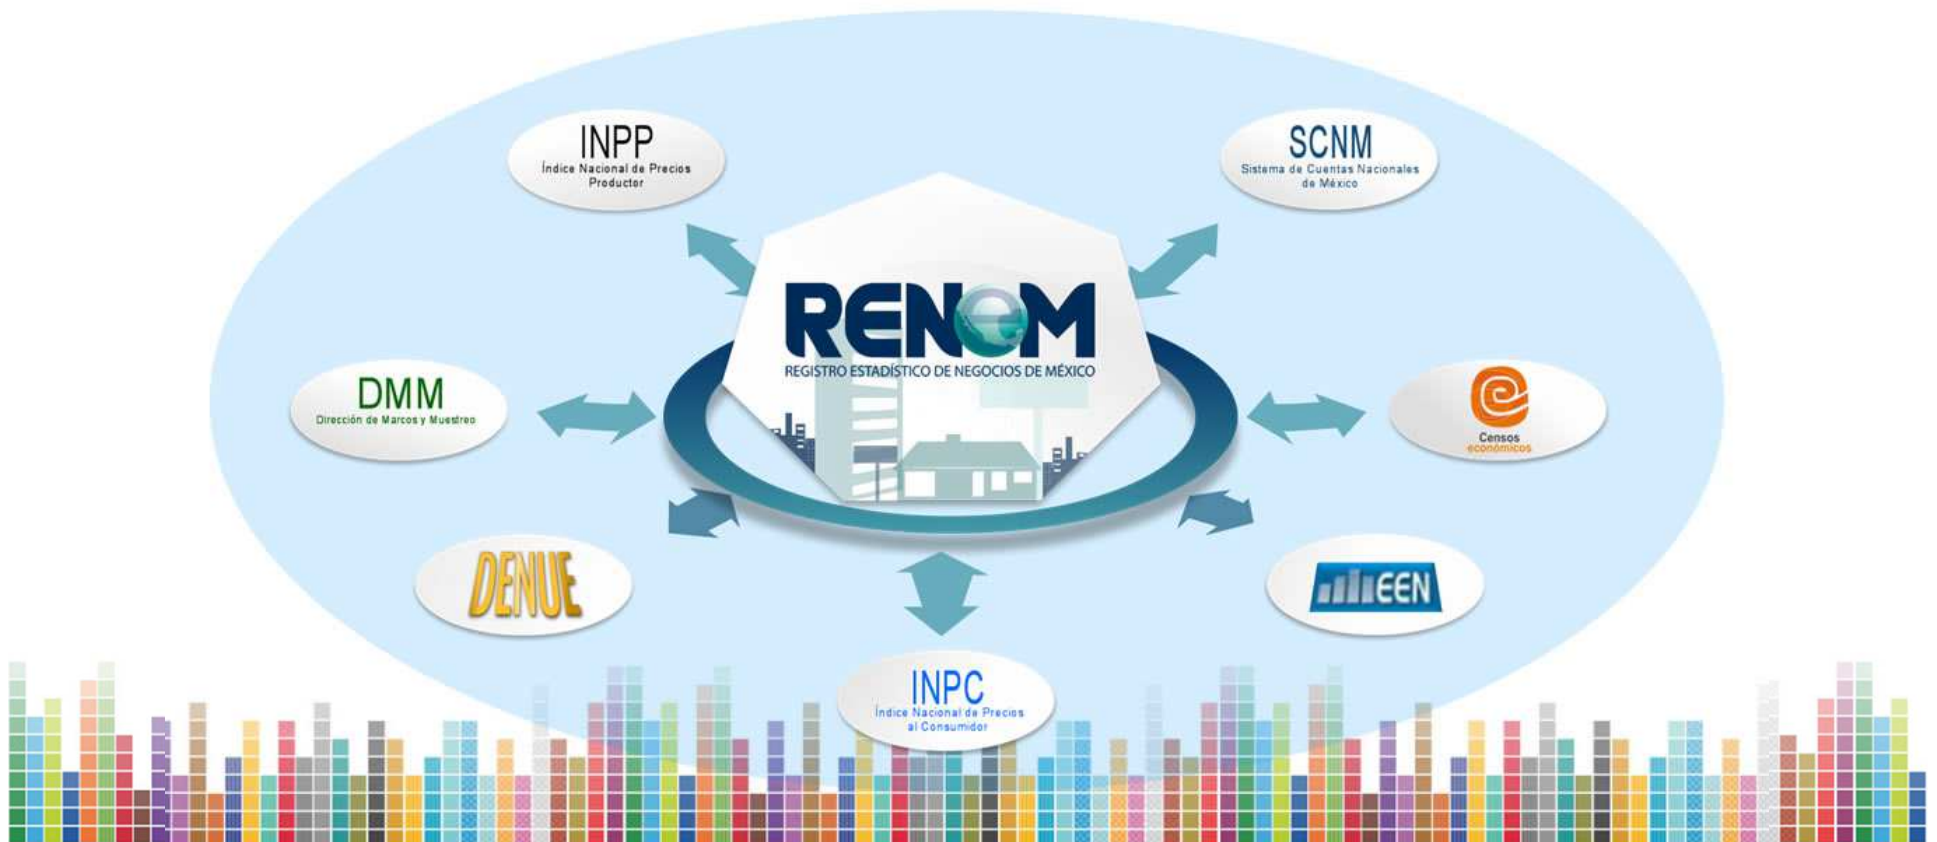 INPP
Índice Nacional de Precios
Productor
SCNM
Sistema de Cuentas Nacionales
de México
RENEM
REGISTRO ESTADÍSTICO DE NEGOCIOS DE MÉXICO
DMM
Dirección de Marcos y Muestreo
Censos
económicos
DENUE
EEN
INPC
Índice Nacional de Precios
al Consumidor